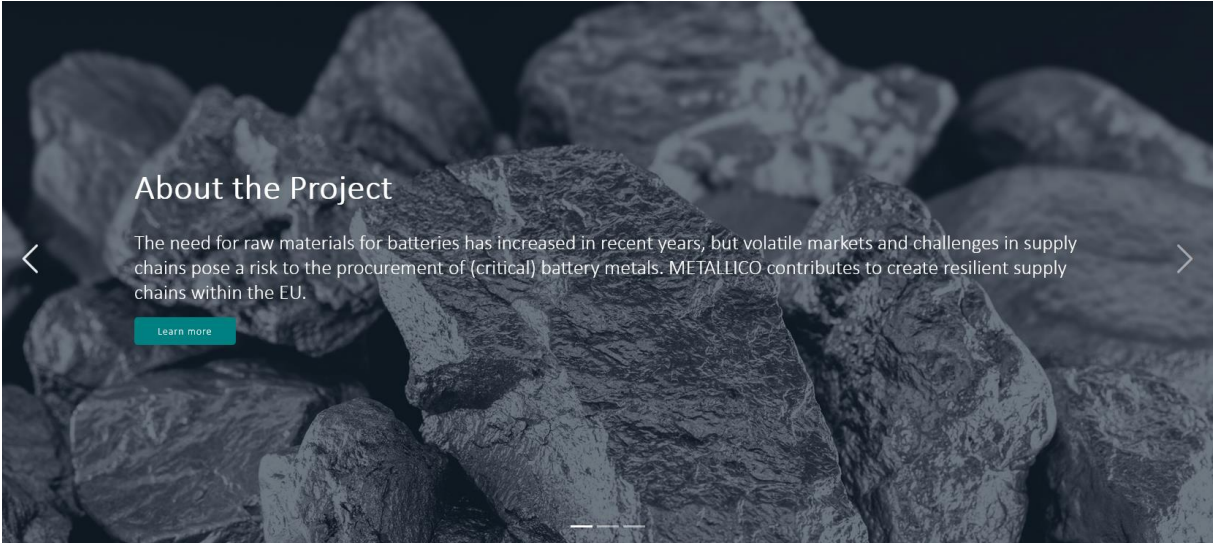 About the Project
The need for raw materials for batteries has increased in recent years, but volatile markets and challenges in supply
chains pose a risk to the procurement of (critical) battery metals. METALLICO contributes to create resilient supply
chains within the EU.
Learn more